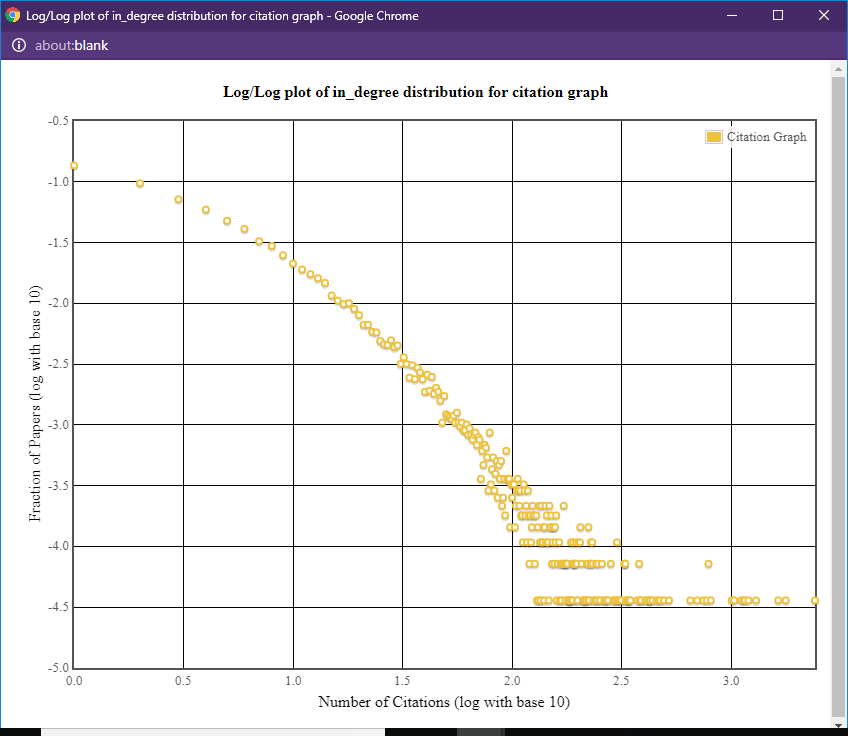 Log/Log plot of in_degree distribution for citation graph - Google Chrome
about:blank
Log/Log plot of in_degree distribution for citation graph
Citation Graph
Fraction of Papers (log with base 10)
-0.5
-1.0
-1.5
-2.0
-2.5
-3.0
-3.5
-4.0
-4.5
-5.0
0.0 0.5 1.0 1.5 2.0 2.5 3.0
Number of Citations (log with base 10)